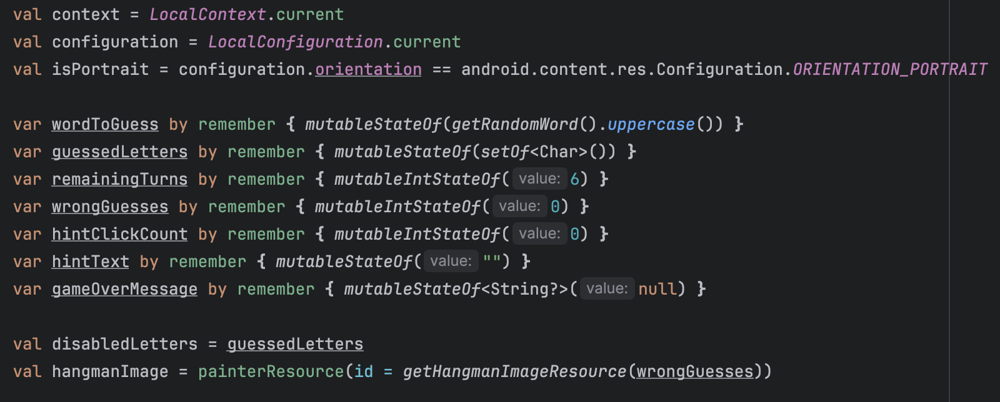 val context = LocalContext.current
val configuration = LocalConfiguration.current
val isPortrait = configuration.orientation == android.content.res.Configuration.ORIENTATION_PORTRAIT
var wordToGuess by remember { mutableStateOf(getRandomWord().uppercase()) }
var guessedLetters by remember { mutableStateOf(setOf<Char>()) }
var remainingTurns by remember { mutableIntStateOf( value: 6) }
var wrongGuesses by remember { mutableIntStateOf( value: 0) }
var hintClickCount by remember { mutableIntStateOf( value: 0) }
var hintText by remember { mutableStateOf( value: "") }
var gameOverMessage by remember { mutableStateOf<String?>( value: null) }
val disabledLetters = guessedLetters
val hangmanImage = painterResource(id = getHangmanImageResource(wrongGuesses))